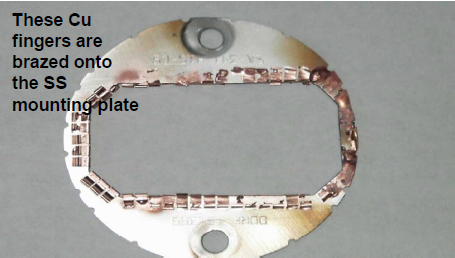 These Cu
fingers are
brazed onto
the SS
mounting plate